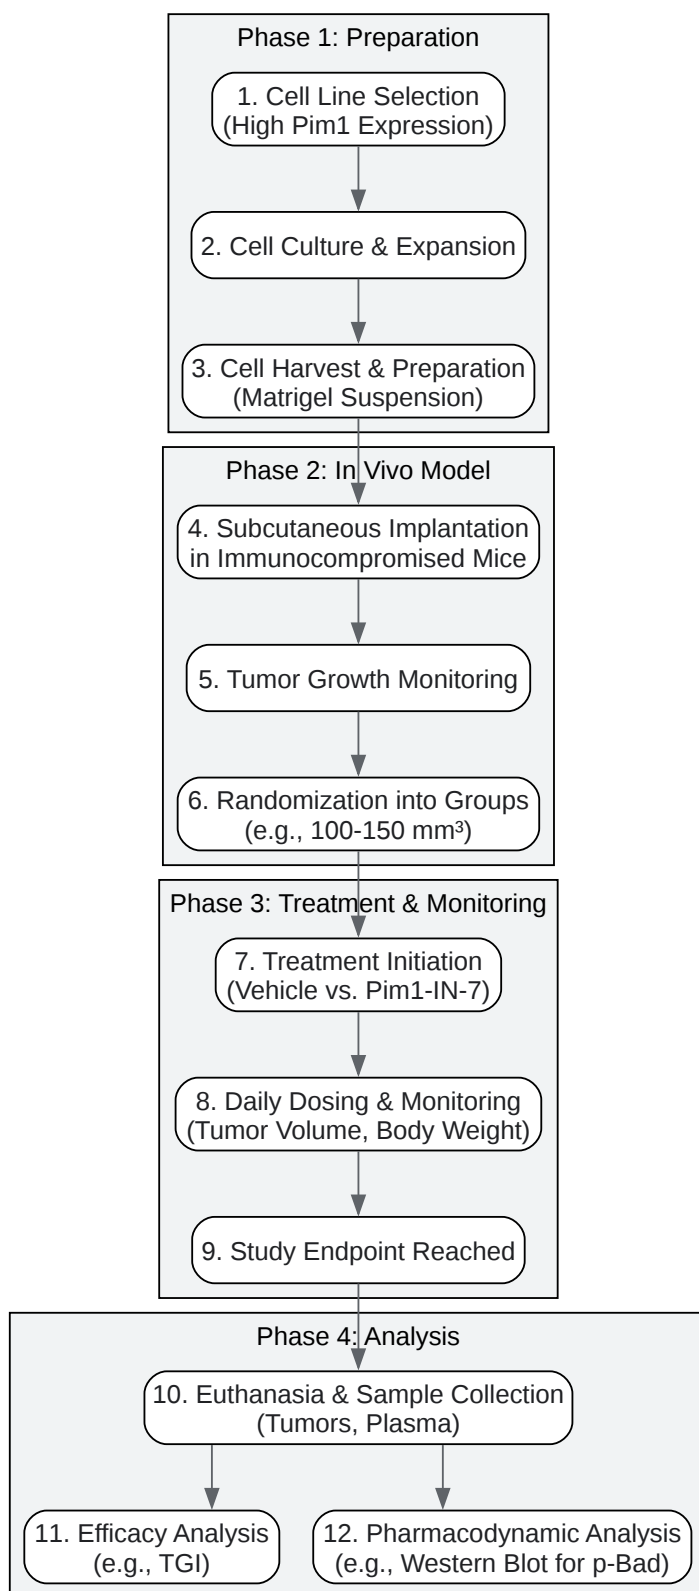 Phase 1: Preparation
1. Cell Line Selection
(High Pim1 Expression)
2. Cell Culture & Expansion
3. Cell Harvest & Preparation
(Matrigel Suspension)
Phase 2: In Vivo Model
4. Subcutaneous Implantation
in Immunocompromised Mice
5. Tumor Growth Monitoring
6. Randomization into Groups
(e.g., 100-150 mm³)
Phase 3: Treatment & Monitoring
7. Treatment Initiation
(Vehicle vs. Pim1-IN-7)
8. Daily Dosing & Monitoring
(Tumor Volume, Body Weight)
9. Study Endpoint Reached
Phase 4: Analysis
10. Euthanasia & Sample Collection
(Tumors, Plasma)
11. Efficacy Analysis
(e.g., TGI)
12. Pharmacodynamic Analysis
(e.g., Western Blot for p-Bad)